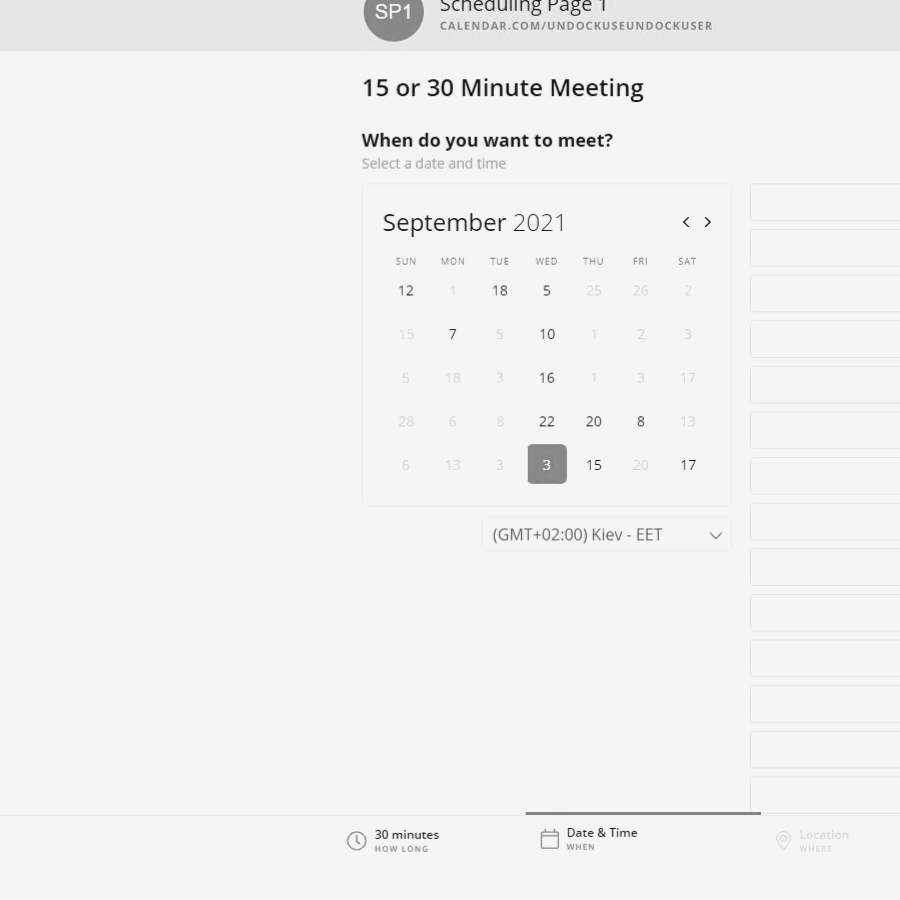 SP1
Scheduling Page 1
CALENDAR.COM/UNDOCKUSEUNDOCKUSER
15 or 30 Minute Meeting
When do you want to meet?
Select a date and time
September 2021
SUN MON TUE WED THU FRI SAT
12 1 18 5 25 26 2
15 7 5 10 1 2 3
5 18 3 16 1 3 17
28 6 8 22 20 8 13
6 13 3 3 15 20 17
(GMT+02:00) Kiev - EET
30 minutes
HOW LONG
Date & Time
WHEN
Location
WHERE